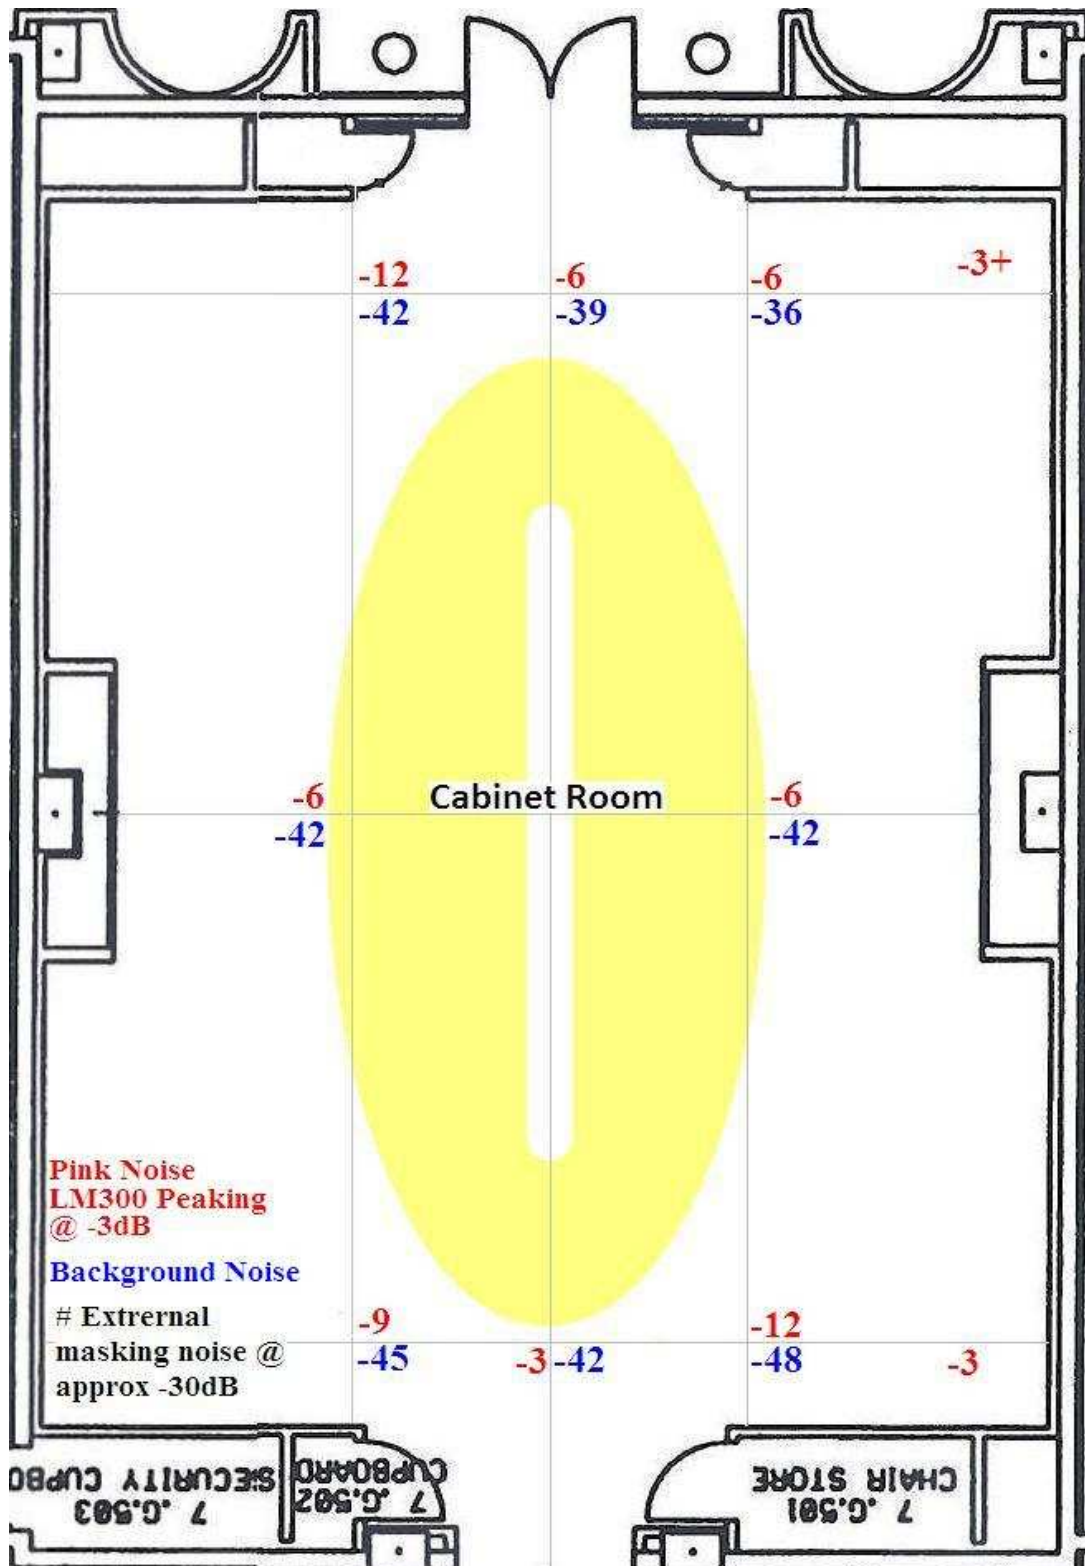 -12
-6
-6
-3+
-42
-39
-36
-6
Cabinet Room
-6
-42
-42
Pink Noise
LM300 Peaking
@ -3dB
Background Noise
# Extrernal
masking noise @
approx -30dB
-9
-12
-45
-3
-42
-48
-3
SECURITY CUPBO
7 .G.503
CUPBOARD
7 .G.502
CHAIR STORE
7 .G.501